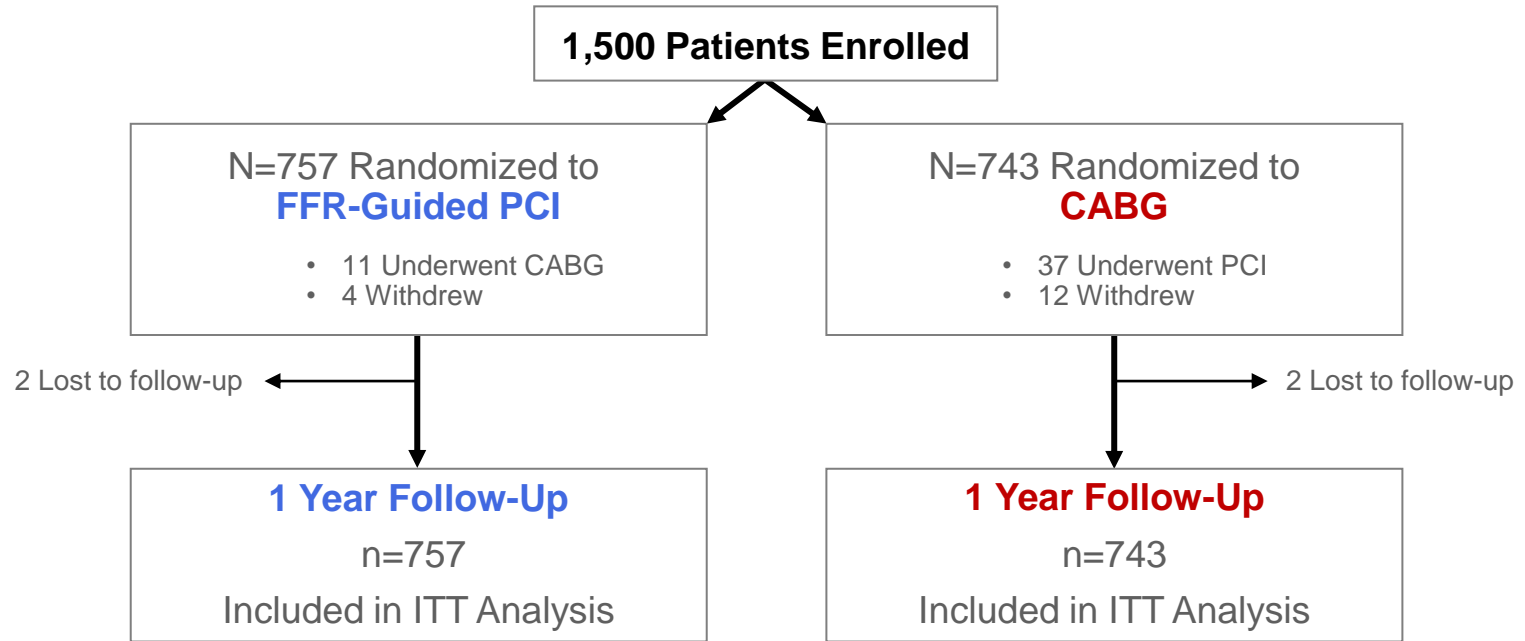 1,500 Patients Enrolled
N=757 Randomized to
FFR-Guided PCI
• 11 Underwent CABG
• 4 Withdrew
N=743 Randomized to
CABG
• 37 Underwent PCI
• 12 Withdrew
2 Lost to follow-up
2 Lost to follow-up
1 Year Follow-Up
n=757
Included in ITT Analysis
1 Year Follow-Up
n=743
Included in ITT Analysis